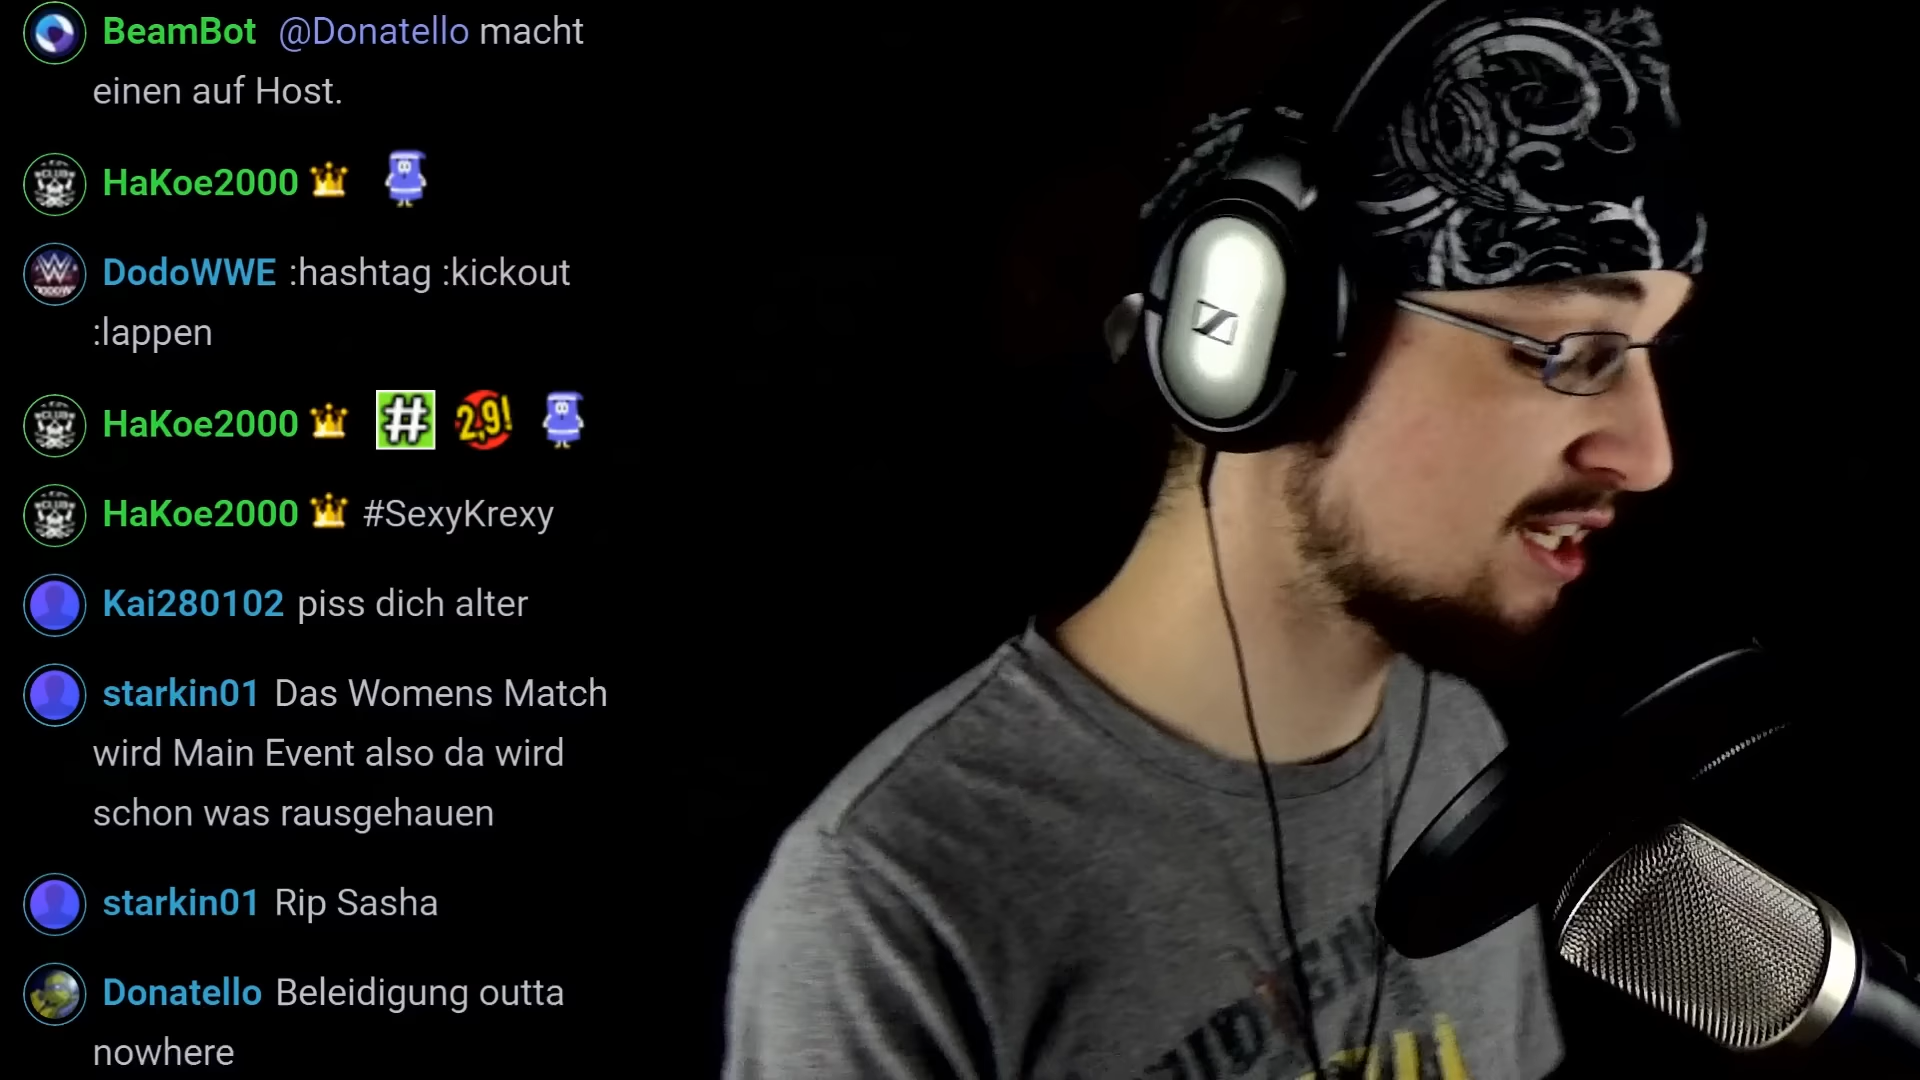 BeamBot @Donatello macht
einen auf Host.
HaKoe2000
DodoWWE :hashtag :kickout
:lappen
HaKoe2000 # 2,9!
HaKoe2000 #SexyKrexy
Kai280102 piss dich alter
starkin01 Das Womens Match
wird Main Event also da wird
schon was rausgehauen
starkin01 Rip Sasha
Donatello Beleidigung outta
nowhere